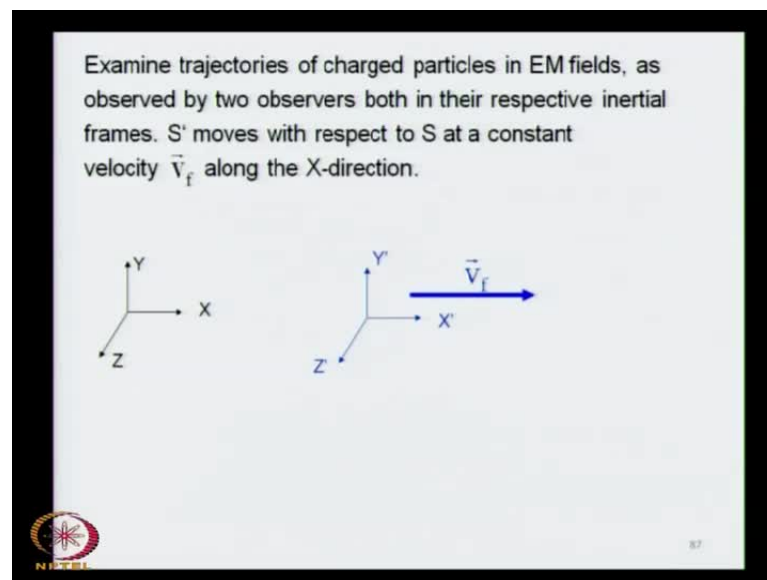 Examine trajectories of charged particles in EM fields, as
observed by two observers both in their respective inertial
frames. S' moves with respect to S at a constant
velocity v⃗f along the X-direction.
Y
X
Z
Y'
v⃗f
X'
Z'
NPTEL
87